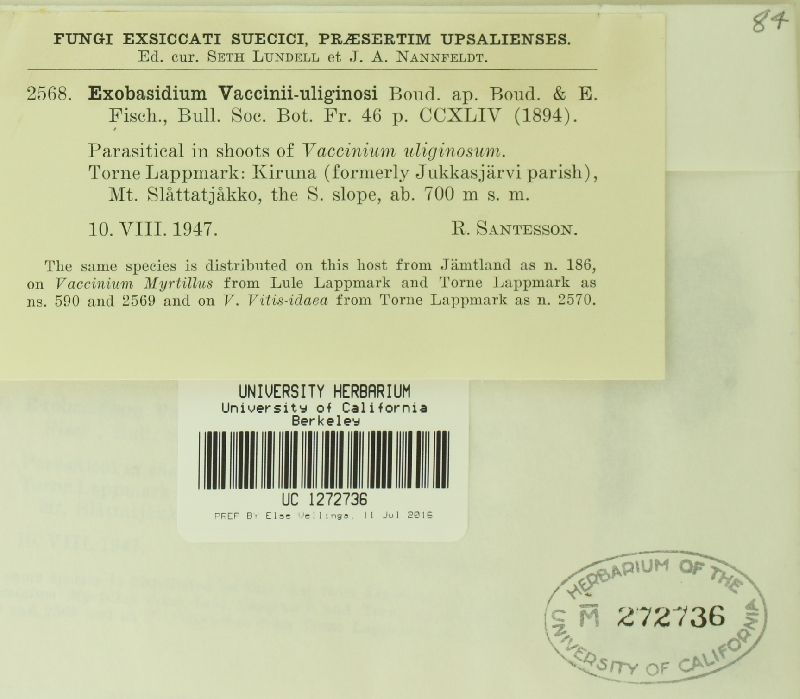 84
FUNGI EXSICCATI SUECICI, PRÆSERTIM UPSALIENSES.
Ed. cur. SETH LUNDELL et J. A. NANNFELDT.
2568. Exobasidium Vaccinii-uliginosi Boud. ap. Boud. & E.
Fisch., Bull. Soc. Bot. Fr. 46 p. CCXLIV (1894).
Parasitical in shoots of Vaccinium uliginosum.
Torne Lappmark: Kiruna (formerly Jukkasjärvi parish),
Mt. Slåttatjåkko, the S. slope, ab. 700 m s. m.
10. VIII. 1947. R. SANTESSON.
The same species is distributed on this host from Jämtland as n. 186,
on Vaccinium Myrtillus from Lule Lappmark and Torne Lappmark as
ns. 590 and 2569 and on V. Vitis-idaea from Torne Lappmark as n. 2570.
UNIVERSITY HERBARIUM
University of California
Berkeley
UC 1272736
PREP BY Else Vellinga, 11 Jul 2016
HERBARIUM OF THE
M 272736
UNIVERSITY OF CALIFORNIA